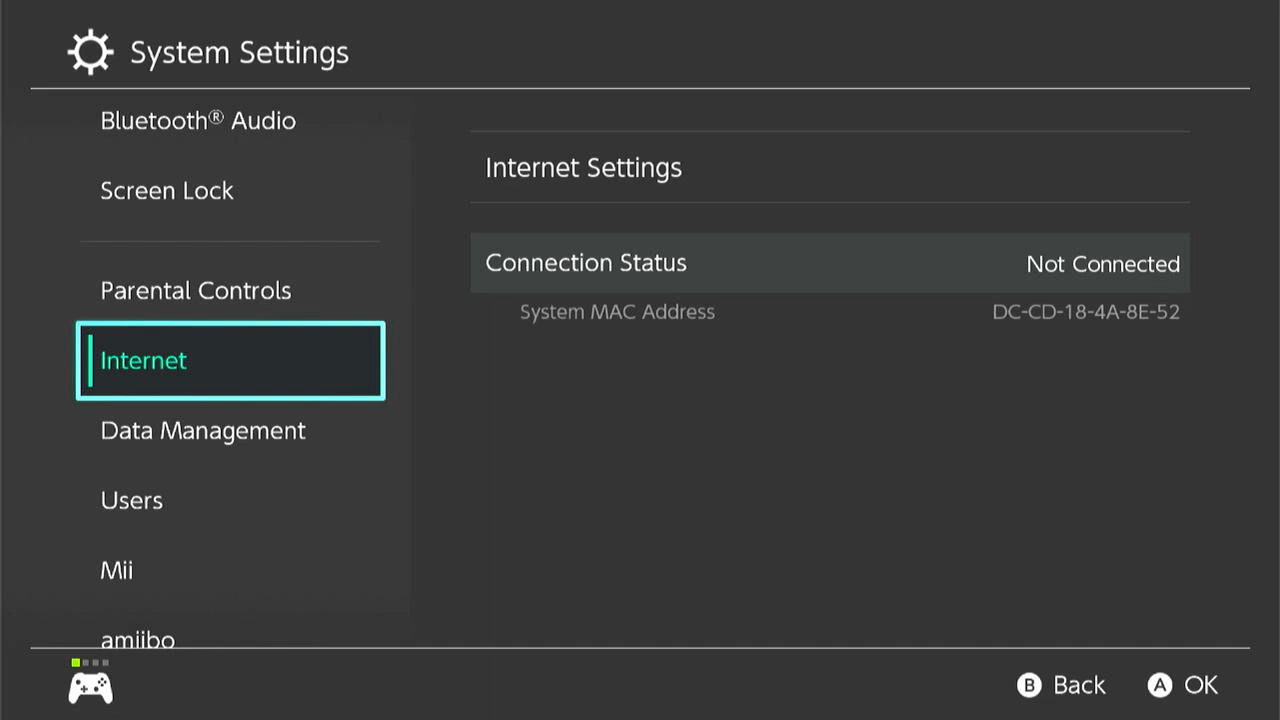 System Settings
Bluetooth® Audio
Screen Lock
Parental Controls
Internet
Data Management
Users
Mii
amiibo
Internet Settings
Connection Status Not Connected
System MAC Address DC-CD-18-4A-8E-52
B Back A OK